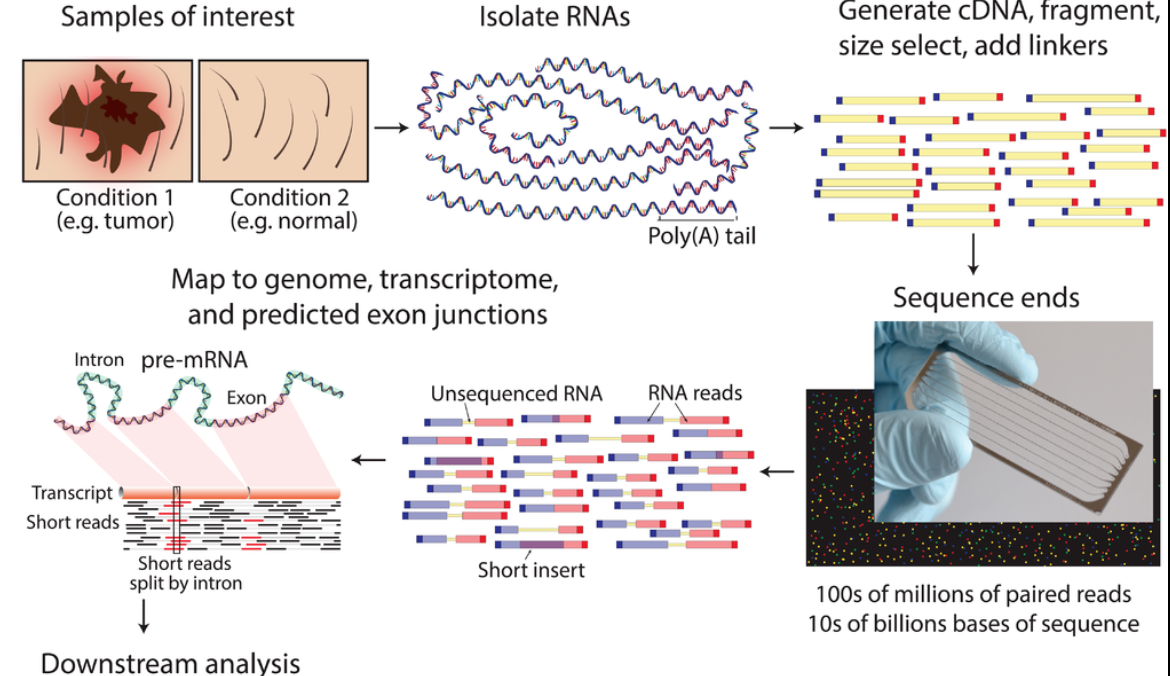 Samples of interest
Isolate RNAs
Generate cDNA, fragment,
size select, add linkers
Condition 1
(e.g. tumor)
Condition 2
(e.g. normal)
Poly(A) tail
Sequence ends
100s of millions of paired reads
10s of billions bases of sequence
Unsequenced RNA
RNA reads
Short insert
Map to genome, transcriptome,
and predicted exon junctions
Intron
pre-mRNA
Exon
Transcript
Short reads
Short reads
split by intron
Downstream analysis